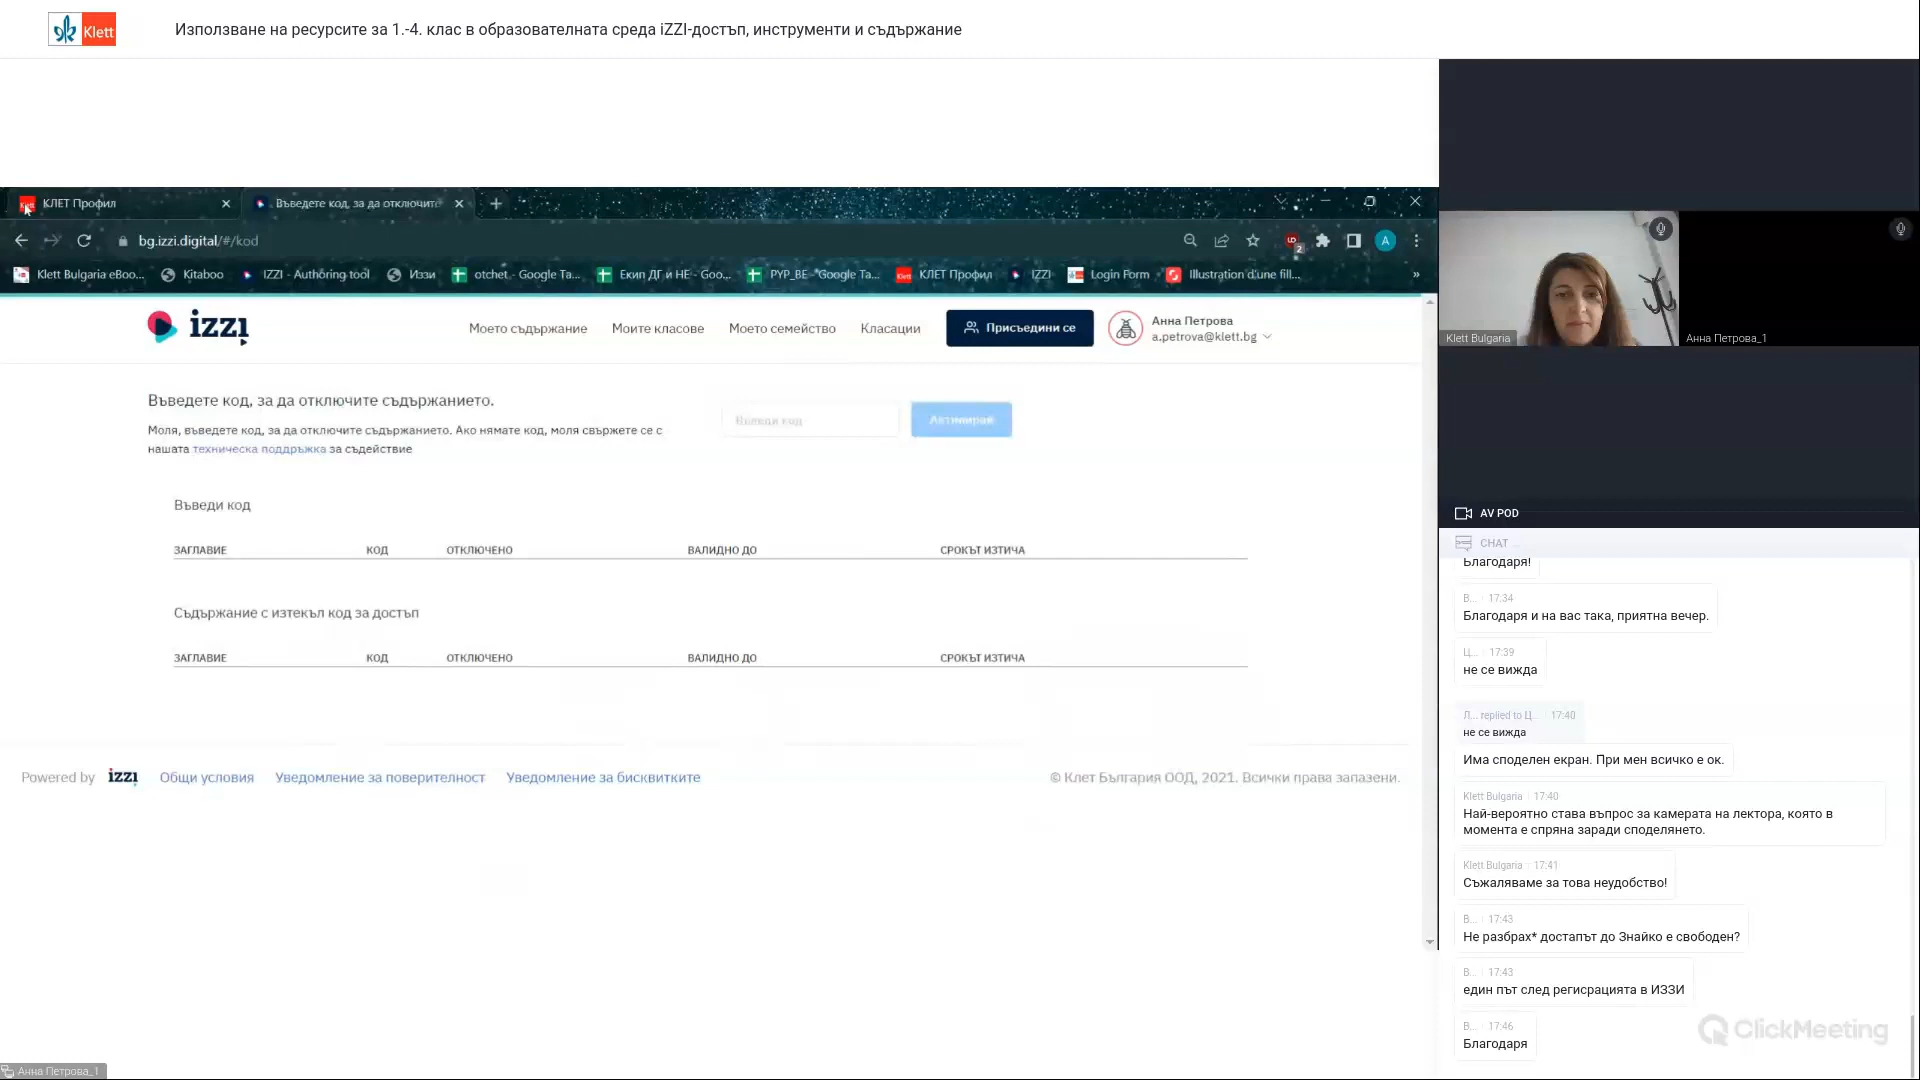 Klett
Използване на ресурсите за 1.-4. клас в образователната среда iZZI-достъп, инструменти и съдържание
КЛЕТ Профил
Въведете код, за да отключите
bg.izzi.digital/#/kod
Klett Bulgaria eBoo...
Kitaboo
IZZI - Authoring tool
Иззи
otchet - Google Ta...
Екип ДГ и НЕ - Goo...
PYP_BE - Google Ta...
КЛЕТ Профил
IZZI
Login Form
Illustration d'une fill...
»
izzi
Моето съдържание
Моите класове
Моето семейство
Класации
Присъедини се
Анна Петрова
a.petrova@klett.bg
Въведете код, за да отключите съдържанието.
Моля, въведете код, за да отключите съдържанието. Ако нямате код, моля свържете се с
нашата техническа поддръжка за съдействие
Въведи код
Активирай
Въведи код
ЗАГЛАВИЕ КОД ОТКЛЮЧЕНО ВАЛИДНО ДО СРОКЪТ ИЗТИЧА
Съдържание с изтекъл код за достъп
ЗАГЛАВИЕ КОД ОТКЛЮЧЕНО ВАЛИДНО ДО СРОКЪТ ИЗТИЧА
Powered by izzi Общи условия Уведомление за поверителност Уведомление за бисквитките
© Клет България ООД, 2021. Всички права запазени.
Анна Петрова_1
Klett Bulgaria
Анна Петрова_1
AV POD
CHAT ...
Благодаря!
В... 17:34
Благодаря и на вас така, приятна вечер.
Ц... 17:39
не се вижда
Л... replied to Ц... 17:40
не се вижда
Има споделен екран. При мен всичко е ок.
Klett Bulgaria 17:40
Най-вероятно става въпрос за камерата на лектора, която в
момента е спряна заради споделянето.
Klett Bulgaria 17:41
Съжаляваме за това неудобство!
В... 17:43
Не разбрах* достапът до Знайко е свободен?
В... 17:43
един път след регисрацията в ИЗЗИ
В... 17:46
Благодаря
ClickMeeting